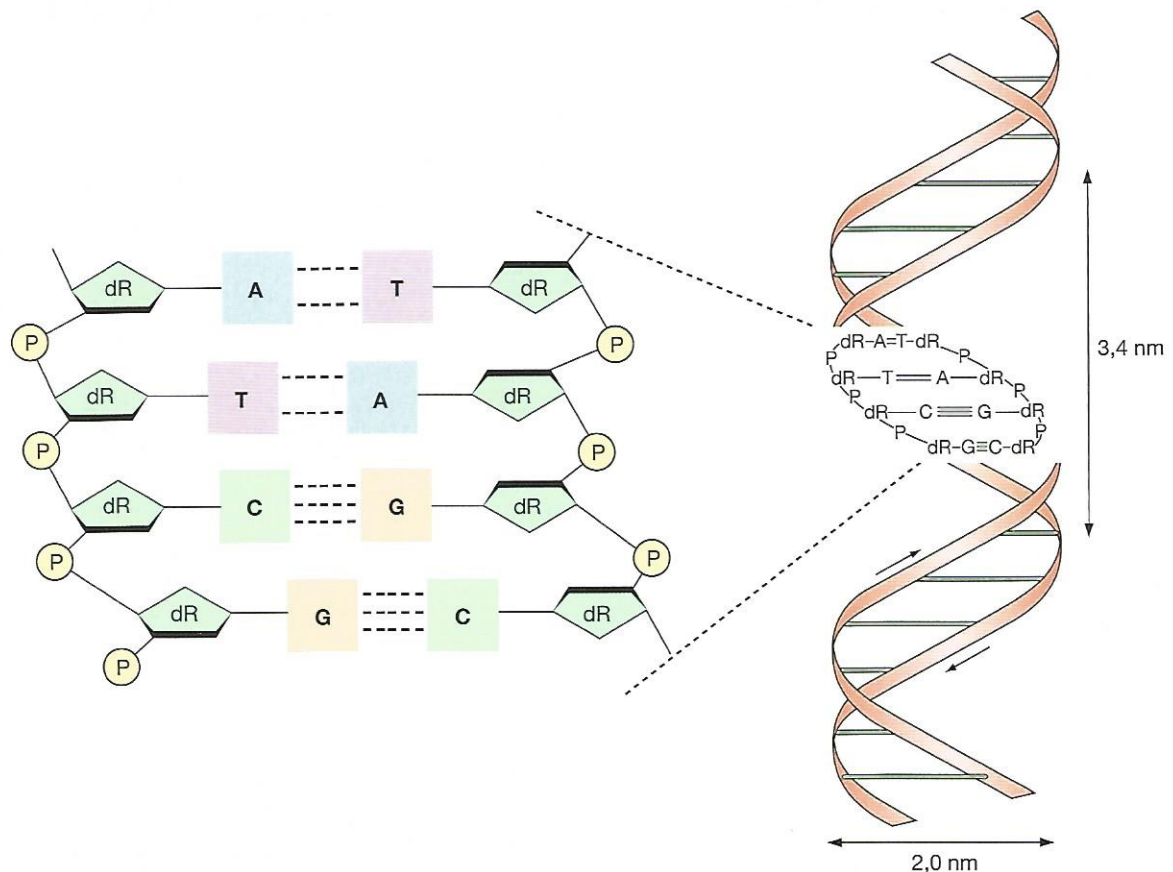 dR A T dR
P P
dR T A dR
P P
dR C G dR
P P
dR G C dR
P
dR-A=T-dR
P P
dR-T=A-dR
P P
dR-C≡G-dR
P P
dR-G≡C-dR
3,4 nm
2,0 nm